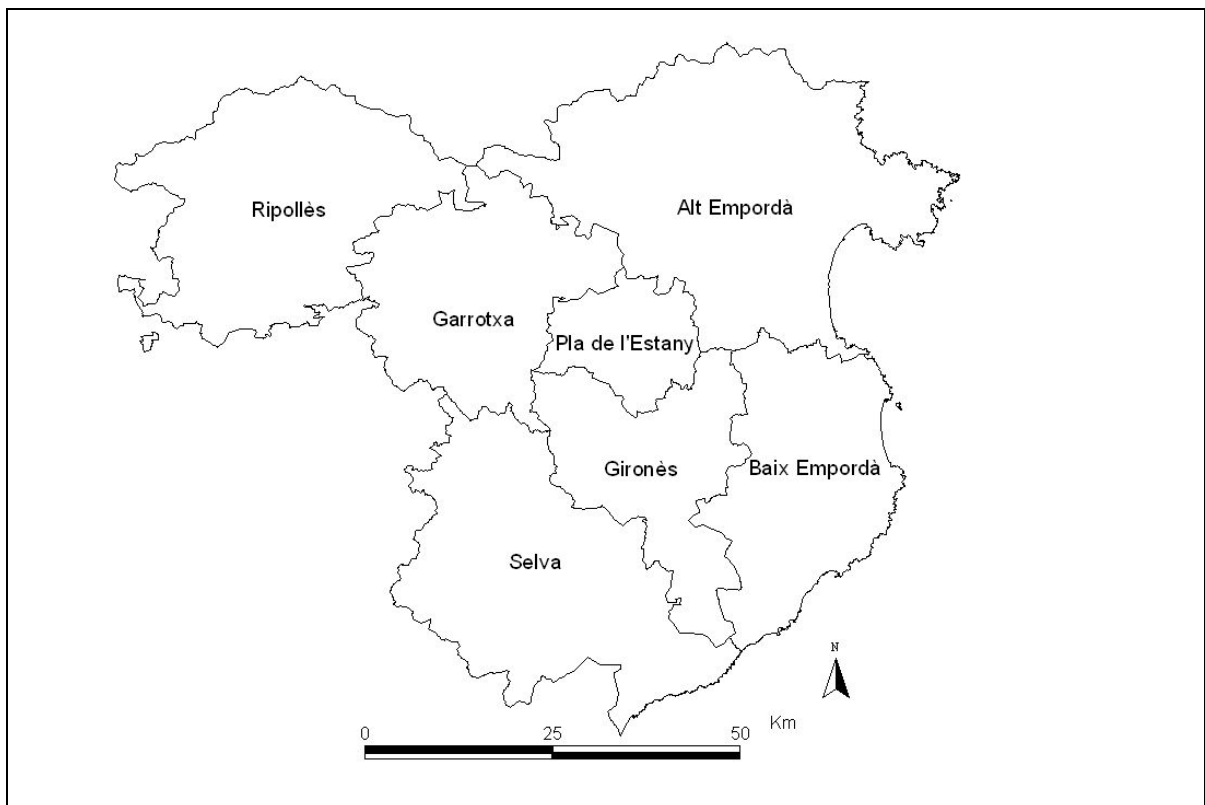 Alt Empordà
Ripollès
Garrotxa
Pla de l'Estany
Gironès
Baix Empordà
Selva
N
Km
0 25 50